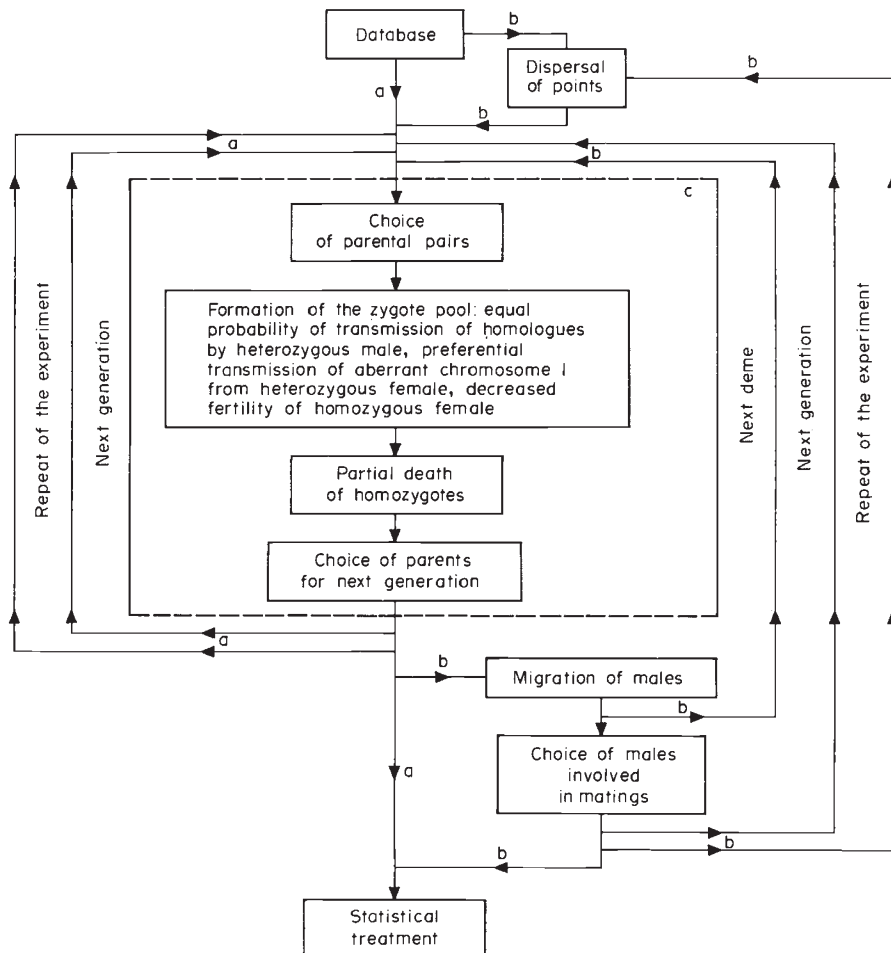 Database
b
Dispersal
of points
b
a
b
a
b
c
Choice
of parental pairs
Formation of the zygote pool: equal
probability of transmission of homologues
by heterozygous male, preferential
transmission of aberrant chromosome I
from heterozygous female, decreased
fertility of homozygous female
Partial death
of homozygotes
Choice of parents
for next generation
Repeat of the experiment
Next generation
Next deme
Next generation
Repeat of the experiment
a
b
Migration of males
b
Choice of males
involved
in matings
a
b
b
Statistical
treatment